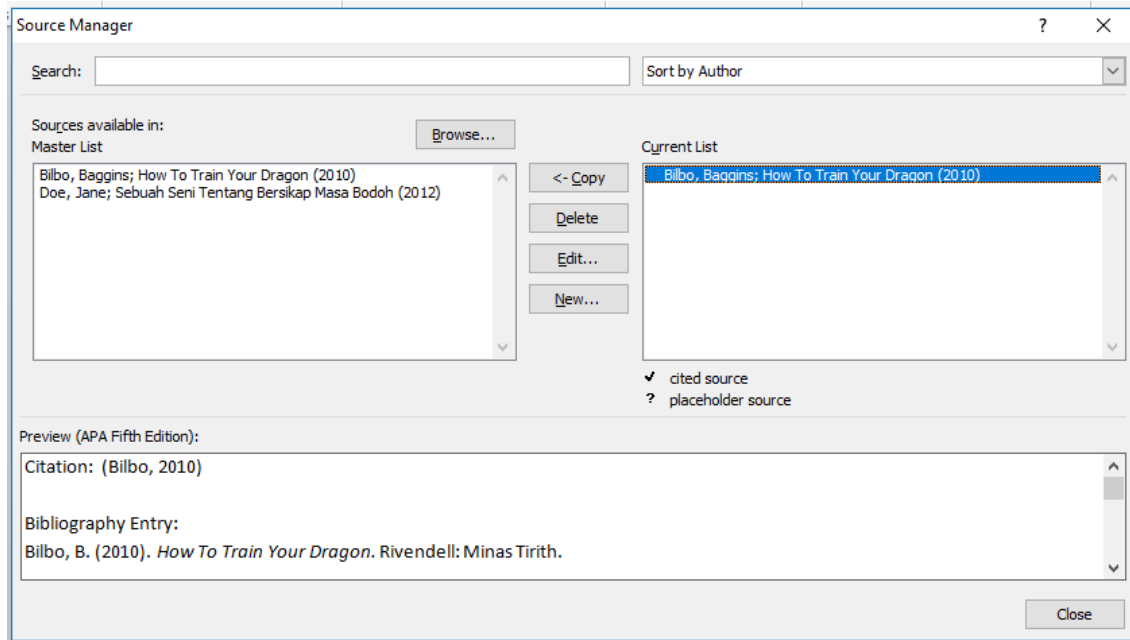 Source Manager
?
Search:
Sort by Author
Sources available in:
Master List
Browse...
Current List
Bilbo, Baggins; How To Train Your Dragon (2010)
Doe, Jane; Sebuah Seni Tentang Bersikap Masa Bodoh (2012)
<- Copy
Delete
Edit...
New...
Bilbo, Baggins; How To Train Your Dragon (2010)
✓ cited source
? placeholder source
Preview (APA Fifth Edition):
Citation: (Bilbo, 2010)
Bibliography Entry:
Bilbo, B. (2010). How To Train Your Dragon. Rivendell: Minas Tirith.
Close